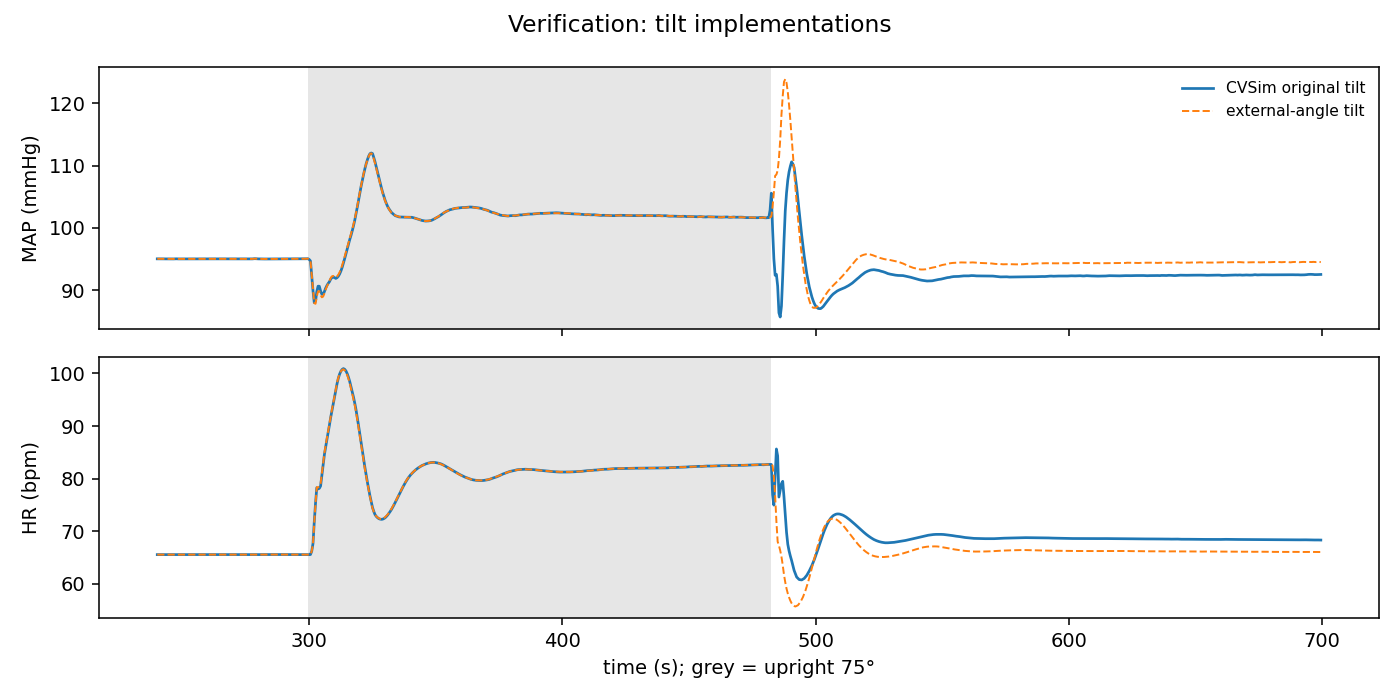 Verification: tilt implementations
MAP (mmHg)
120
110
100
90
CVSim original tilt
external-angle tilt
HR (bpm)
100
90
80
70
60
300 400 500 600 700
time (s); grey = upright 75°